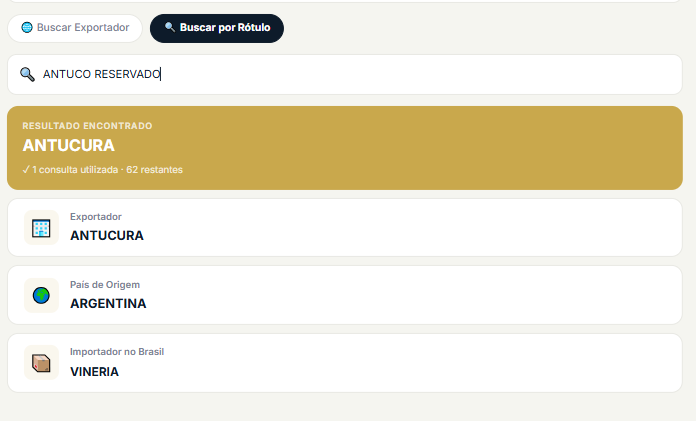 Buscar Exportador
Buscar por Rótulo
ANTUCO RESERVADO
RESULTADO ENCONTRADO
ANTUCURA
✓ 1 consulta utilizada · 62 restantes
Exportador
ANTUCURA
País de Origem
ARGENTINA
Importador no Brasil
VINERIA